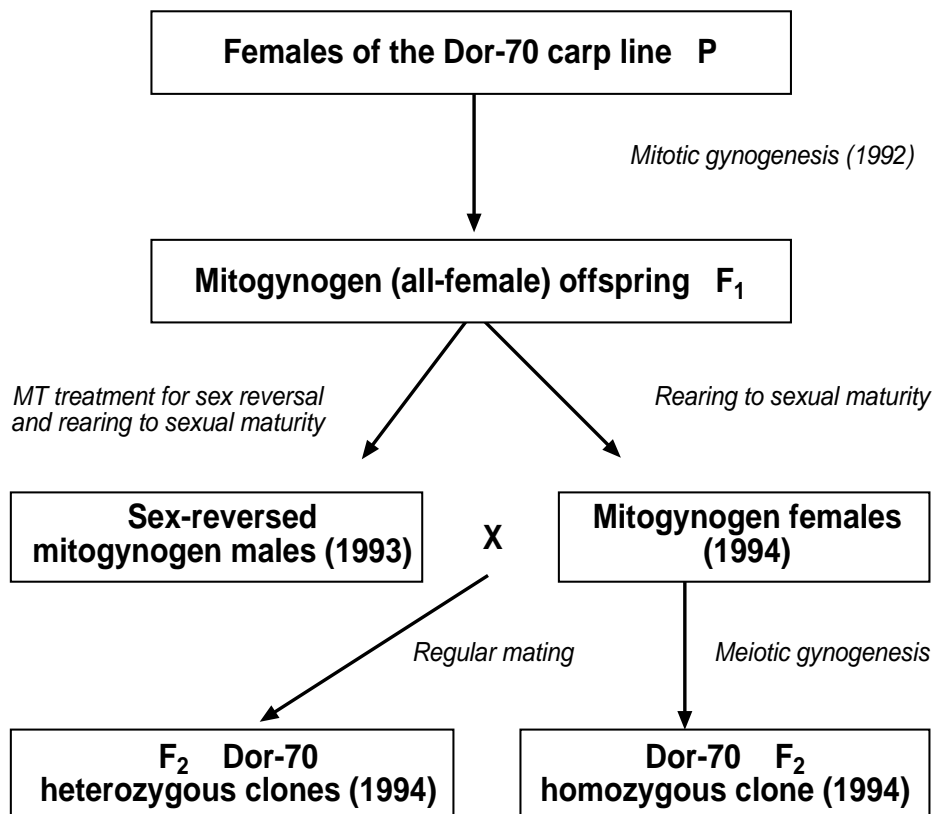 Females of the Dor-70 carp line P
Mitotic gynogenesis (1992)
Mitogynogen (all-female) offspring F₁
MT treatment for sex reversal
and rearing to sexual maturity
Rearing to sexual maturity
Sex-reversed
mitogynogen males (1993)
X
Mitogynogen females
(1994)
Regular mating
Meiotic gynogenesis
F₂ Dor-70
heterozygous clones (1994)
Dor-70 F₂
homozygous clone (1994)